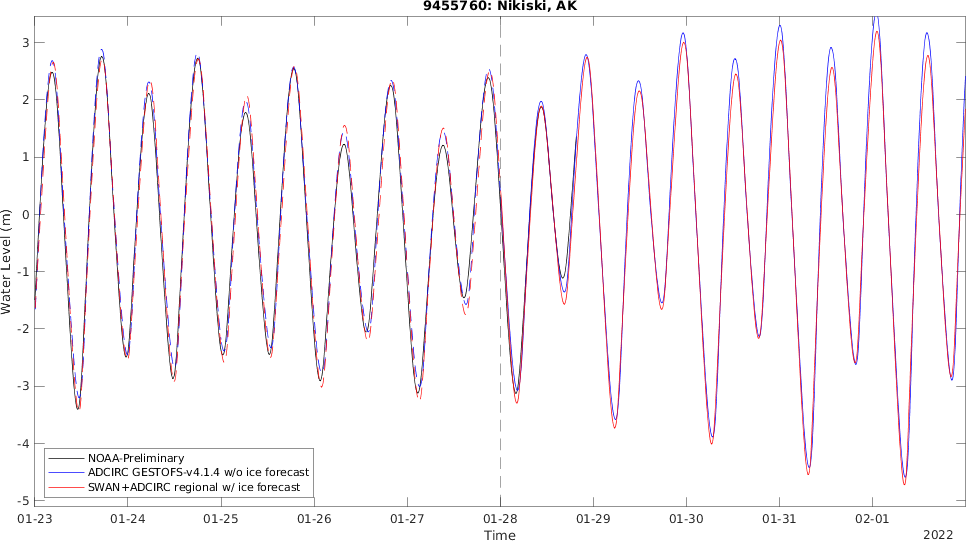 9455760: Nikiski, AK
3
2
1
0
-1
-2
-3
-4
-5
Water Level (m)
NOAA-Preliminary
ADCIRC GESTOFS-v4.1.4 w/o ice forecast
SWAN+ADCIRC regional w/ ice forecast
01-23 01-24 01-25 01-26 01-27 01-28 01-29 01-30 01-31 02-01
Time
2022